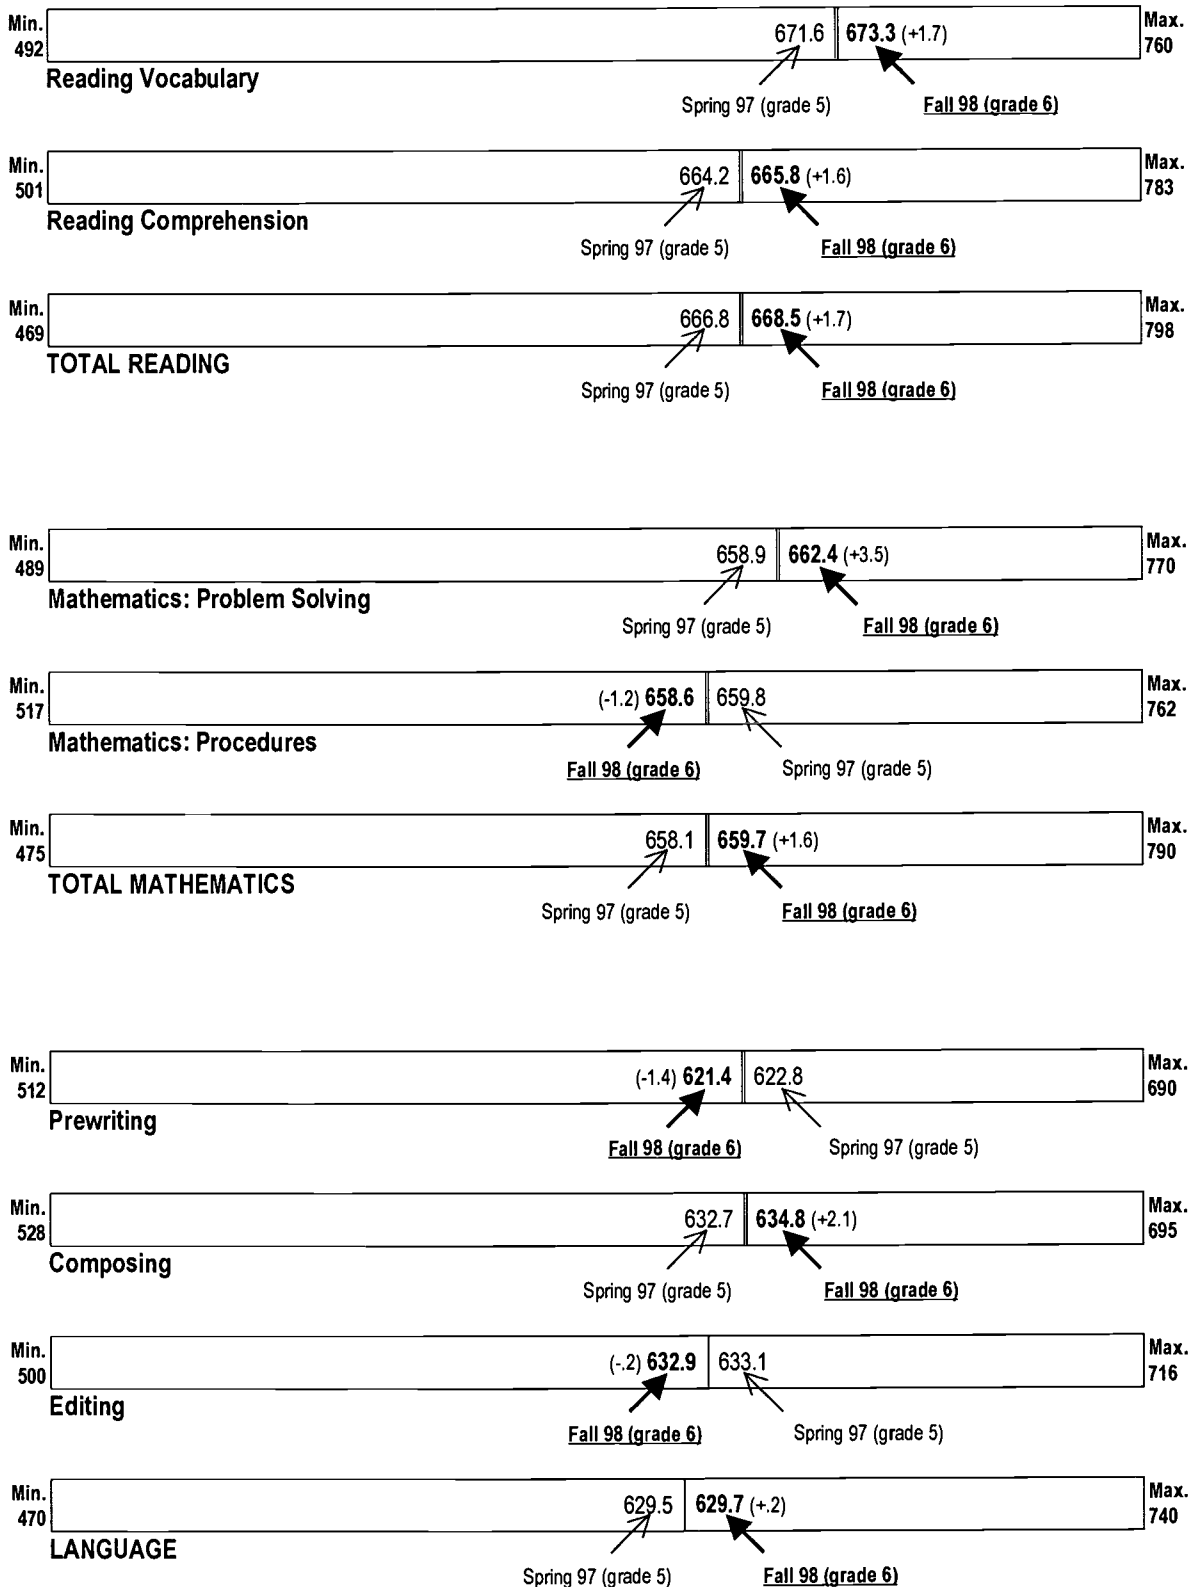 Min. 671.6 673.3 (+1.7) Max.
492 760
Reading Vocabulary
Spring 97 (grade 5) Fall 98 (grade 6)
Min. 664.2 665.8 (+1.6) Max.
501 783
Reading Comprehension
Spring 97 (grade 5) Fall 98 (grade 6)
Min. 666.8 668.5 (+1.7) Max.
469 798
TOTAL READING
Spring 97 (grade 5) Fall 98 (grade 6)
Min. 658.9 662.4 (+3.5) Max.
489 770
Mathematics: Problem Solving
Spring 97 (grade 5) Fall 98 (grade 6)
Min. (-1.2) 658.6 659.8 Max.
517 762
Mathematics: Procedures
Fall 98 (grade 6) Spring 97 (grade 5)
Min. 658.1 659.7 (+1.6) Max.
475 790
TOTAL MATHEMATICS
Spring 97 (grade 5) Fall 98 (grade 6)
Min. (-1.4) 621.4 622.8 Max.
512 690
Prewriting
Fall 98 (grade 6) Spring 97 (grade 5)
Min. 632.7 634.8 (+2.1) Max.
528 695
Composing
Spring 97 (grade 5) Fall 98 (grade 6)
Min. (-.2) 632.9 633.1 Max.
500 716
Editing
Fall 98 (grade 6) Spring 97 (grade 5)
Min. 629.5 629.7 (+.2) Max.
470 740
LANGUAGE
Spring 97 (grade 5) Fall 98 (grade 6)